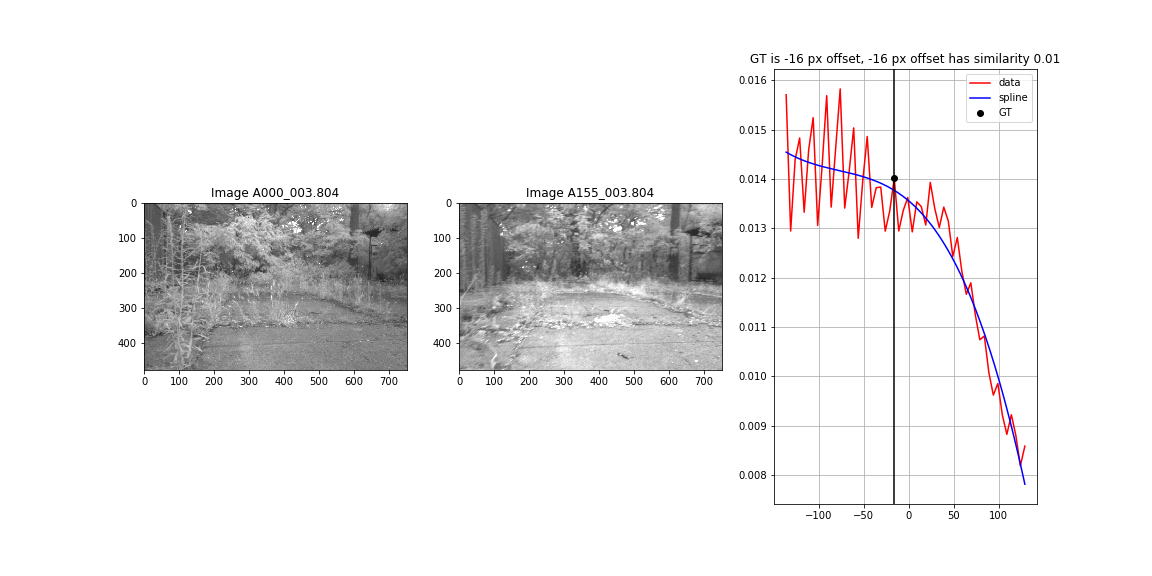 Image A000_003.804
0
100
200
300
400
0 100 200 300 400 500 600 700
Image A155_003.804
0
100
200
300
400
0 100 200 300 400 500 600 700
GT is -16 px offset, -16 px offset has similarity 0.01
data
spline
GT
0.016
0.015
0.014
0.013
0.012
0.011
0.010
0.009
0.008
−100 −50 0 50 100